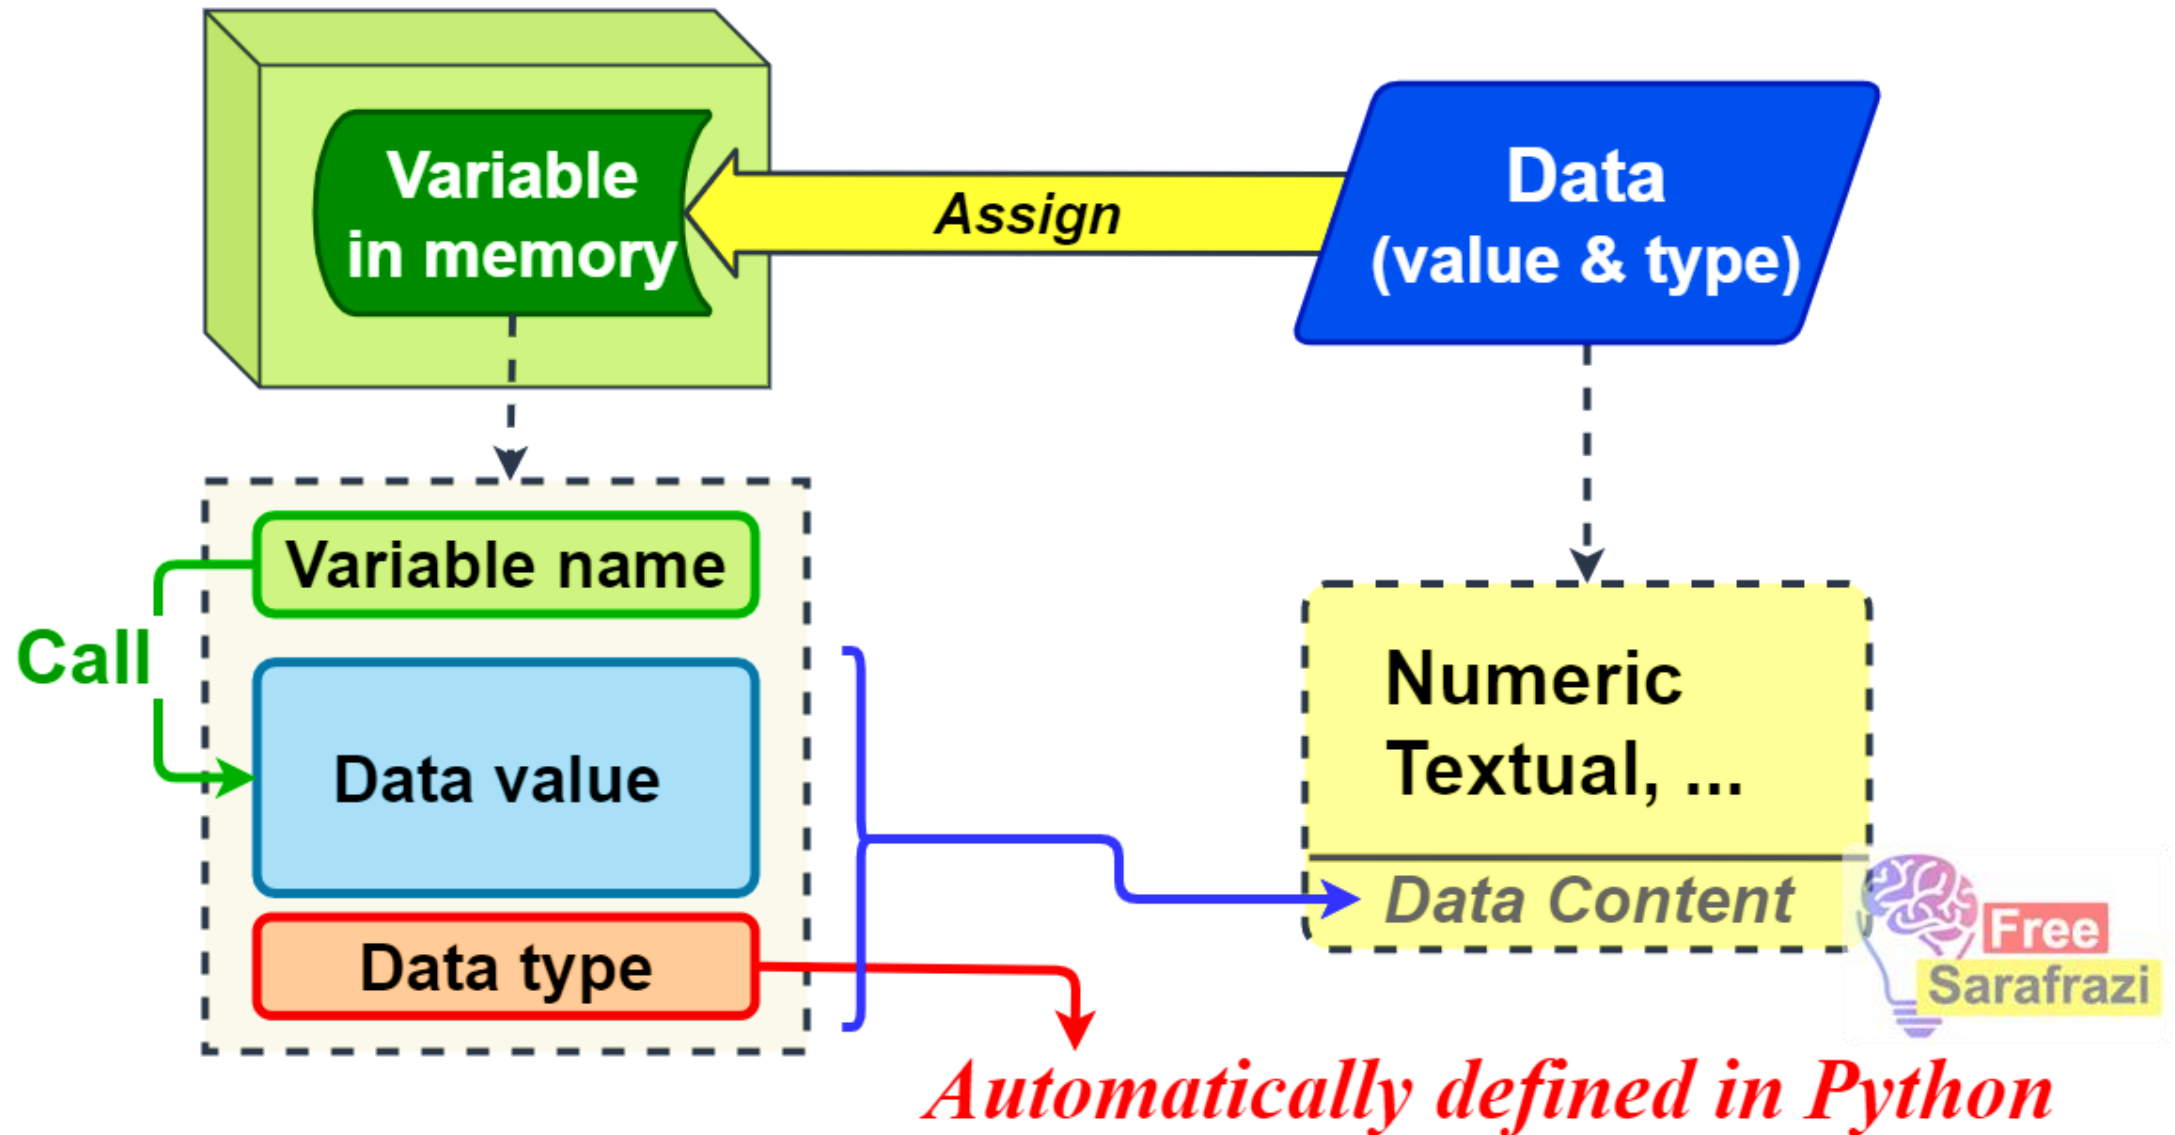 Variable
in memory
Assign
Data
(value & type)
Variable name
Call
Data value
Data type
Numeric
Textual, ...
Data Content
Free
Sarafrazi
Automatically defined in Python